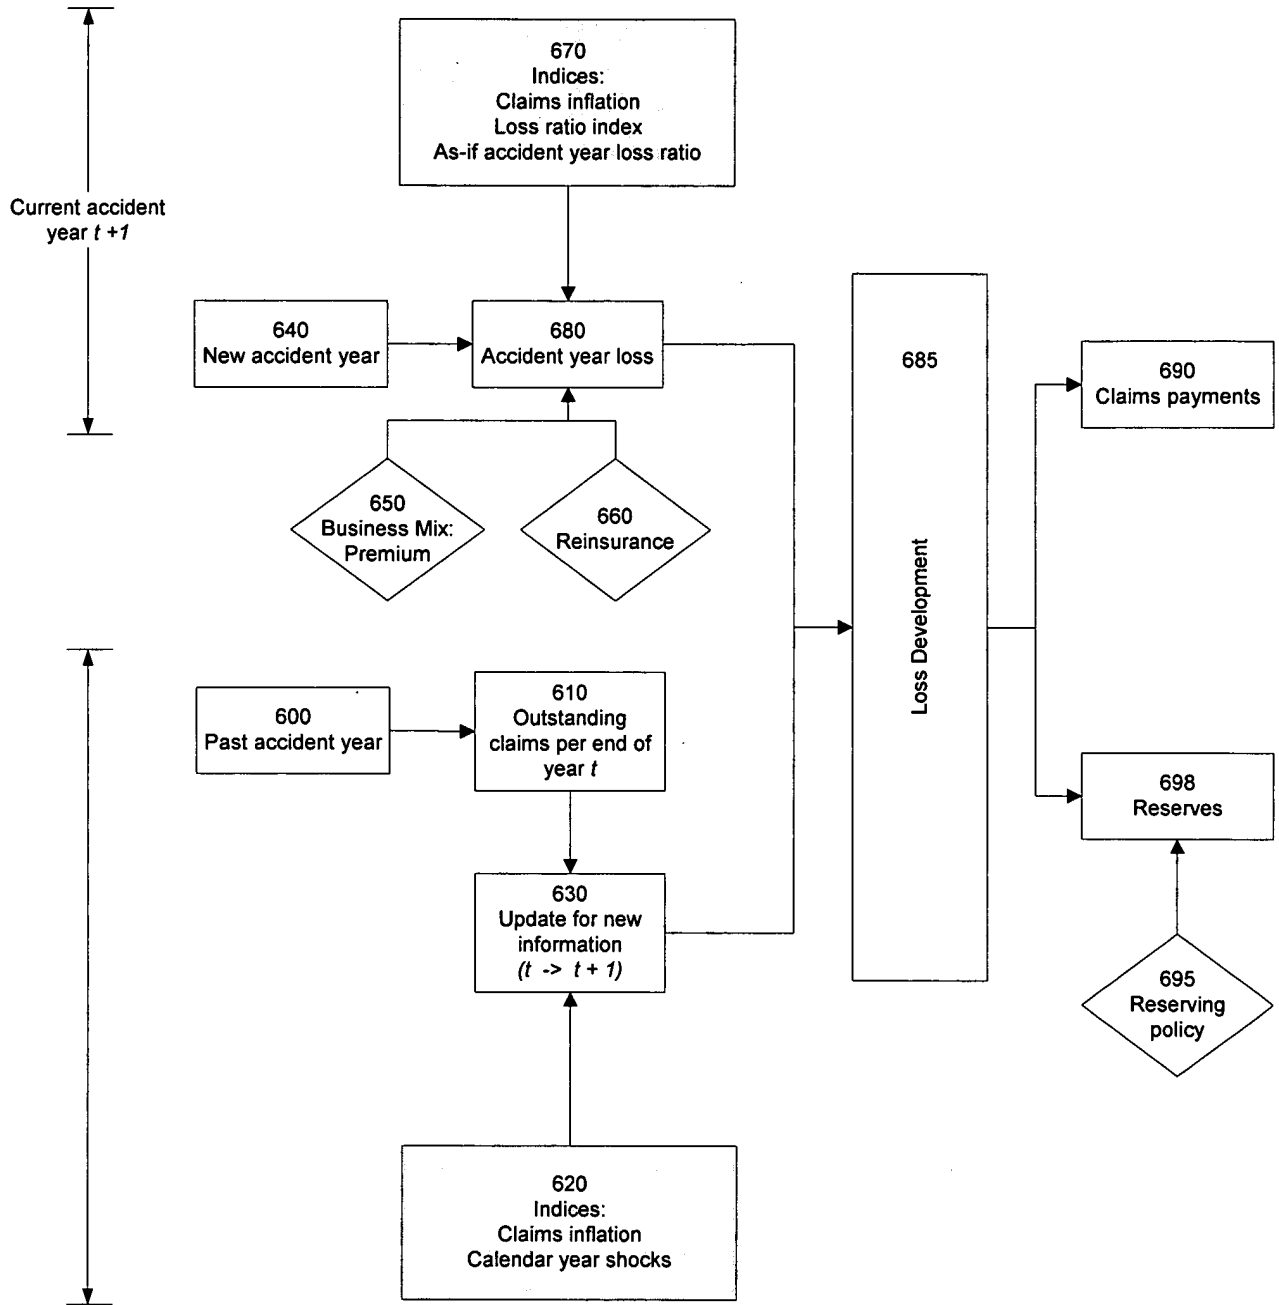 670
Indices:
Claims inflation
Loss ratio index
As-if accident year loss ratio
Current accident
year t +1
640
New accident year
680
Accident year loss
685
Loss Development
690
Claims payments
650
Business Mix:
Premium
660
Reinsurance
600
Past accident year
610
Outstanding
claims per end of
year t
630
Update for new
information
(t -> t + 1)
698
Reserves
695
Reserving
policy
620
Indices:
Claims inflation
Calendar year shocks